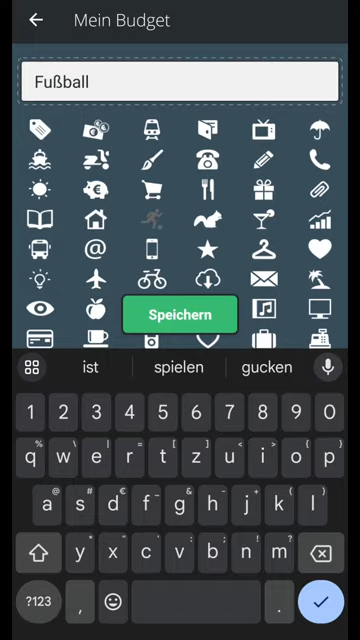 Mein Budget
Fußball
Speichern
ist spielen gucken
1 2 3 4 5 6 7 8 9 0
q % w \ e | r = t [ z ] u < i > o { p }
a @ s # d € f _ g & h - j + k ( l )
y * x " c ' v : b ; n ! m ?
?123 , .